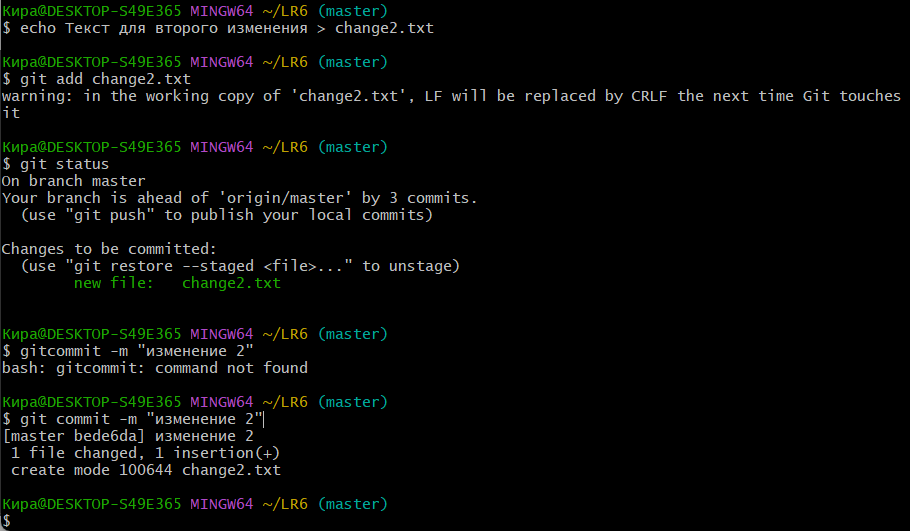 Кира@DESKTOP-S49E365 MINGW64 ~/LR6 (master)
$ echo Текст для второго изменения > change2.txt
Кира@DESKTOP-S49E365 MINGW64 ~/LR6 (master)
$ git add change2.txt
warning: in the working copy of 'change2.txt', LF will be replaced by CRLF the next time Git touches
it
Кира@DESKTOP-S49E365 MINGW64 ~/LR6 (master)
$ git status
On branch master
Your branch is ahead of 'origin/master' by 3 commits.
  (use "git push" to publish your local commits)
Changes to be committed:
  (use "git restore --staged <file>..." to unstage)
        new file:   change2.txt
Кира@DESKTOP-S49E365 MINGW64 ~/LR6 (master)
$ gitcommit -m "изменение 2"
bash: gitcommit: command not found
Кира@DESKTOP-S49E365 MINGW64 ~/LR6 (master)
$ git commit -m "изменение 2"
[master bede6da] изменение 2
 1 file changed, 1 insertion(+)
 create mode 100644 change2.txt
Кира@DESKTOP-S49E365 MINGW64 ~/LR6 (master)
$